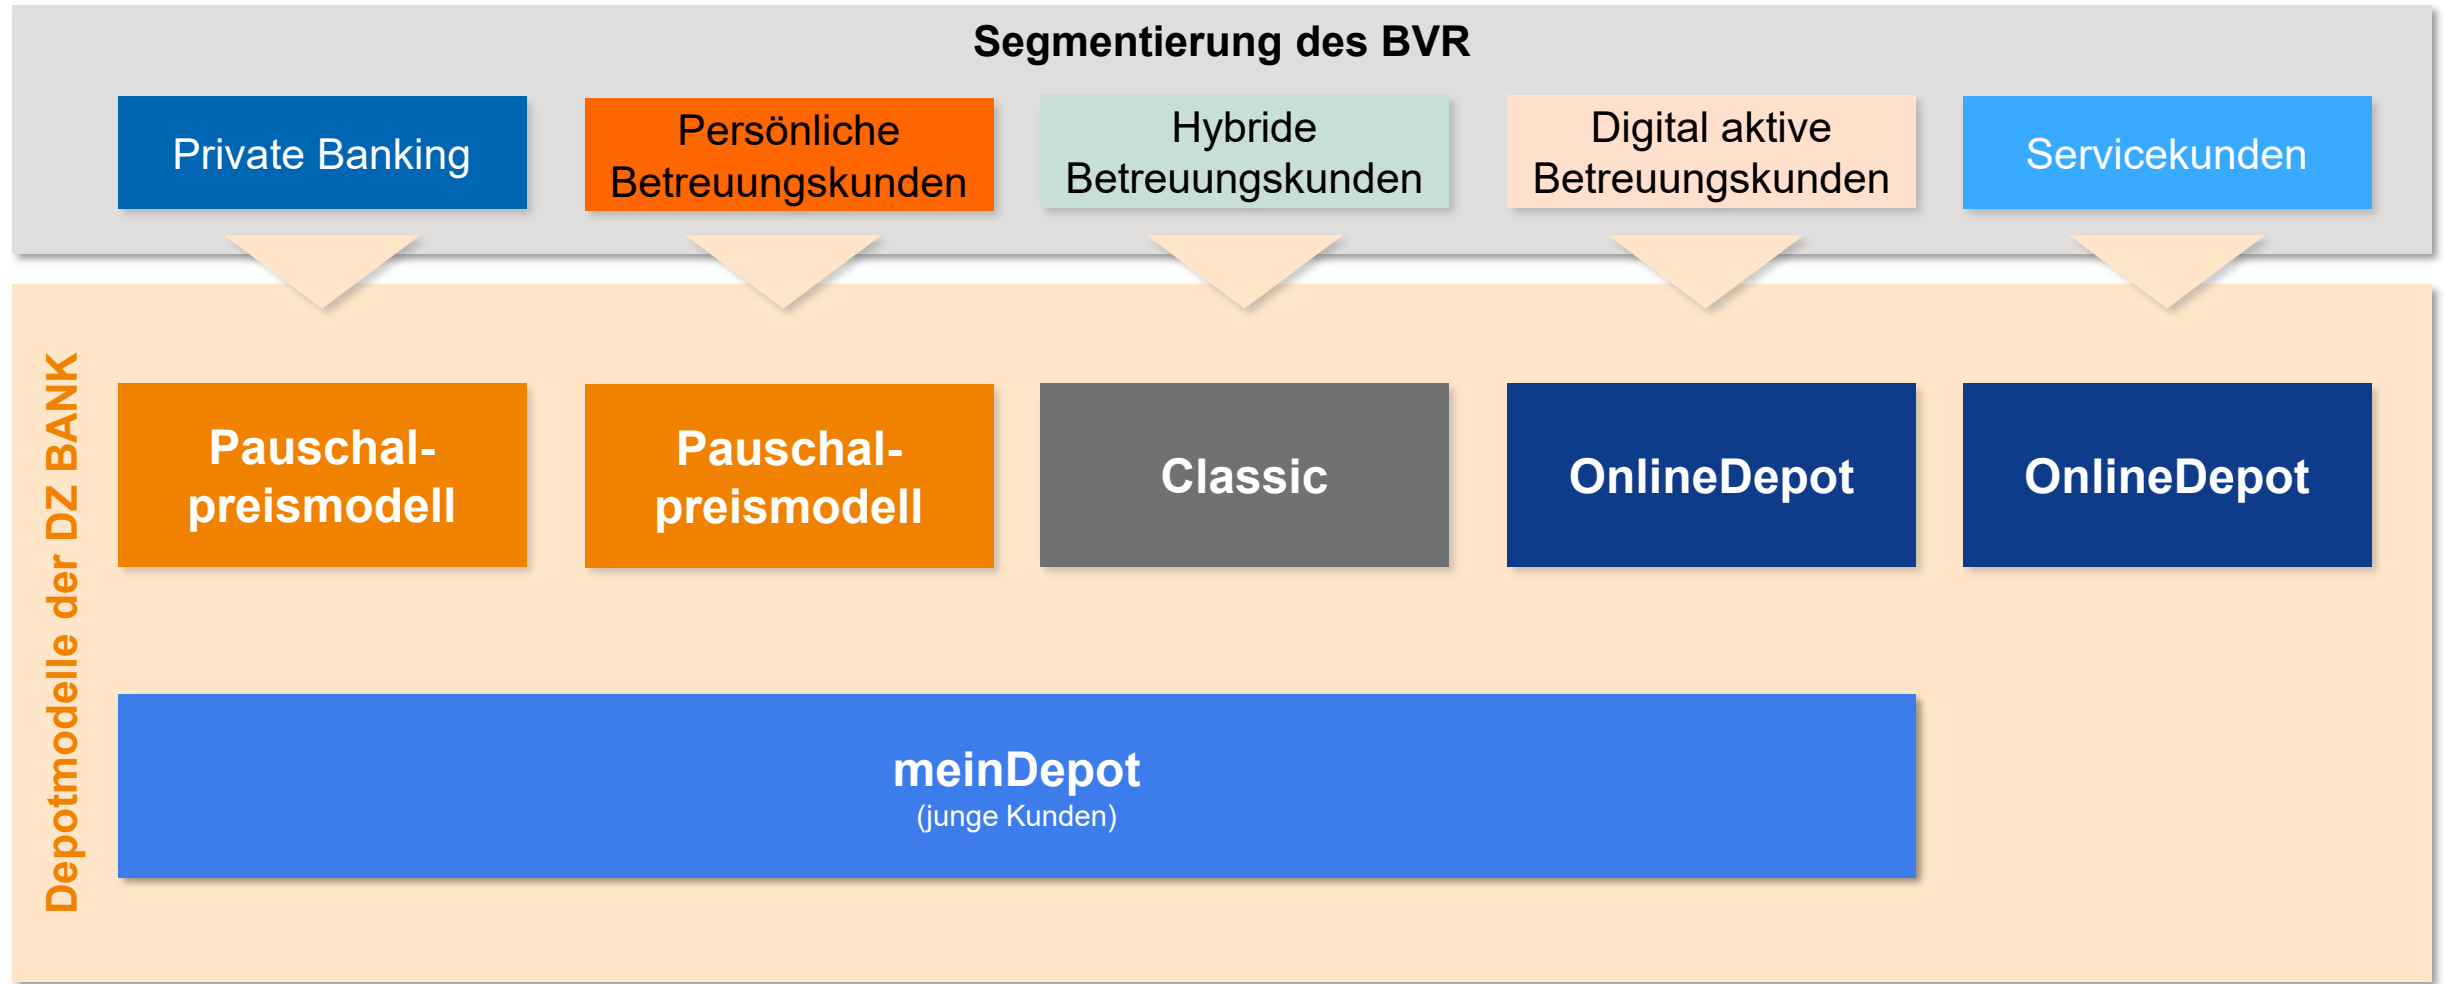 Segmentierung des BVR
Private Banking
Persönliche
Betreuungskunden
Hybride
Betreuungskunden
Digital aktive
Betreuungskunden
Servicekunden
Depotmodelle der DZ BANK
Pauschal-
preismodell
Pauschal-
preismodell
Classic
OnlineDepot
OnlineDepot
meinDepot
(junge Kunden)